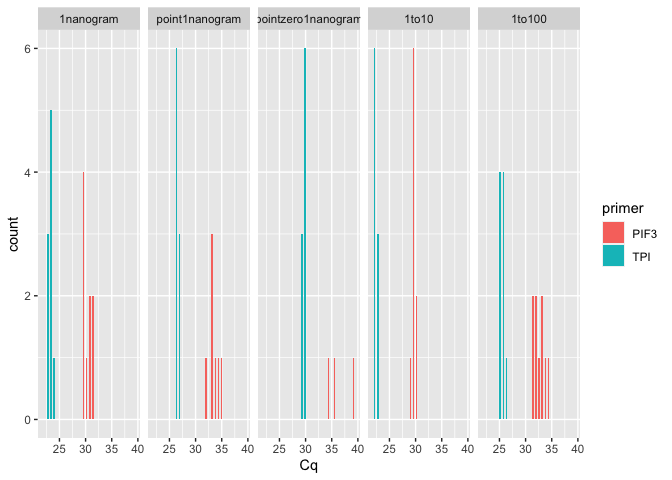 1nanogram point1nanogram pointzero1nanogram 1to10 1to100
6
4
2
0
count
25 30 35 40 25 30 35 40 25 30 35 40 25 30 35 40 25 30 35 40
Cq
primer
PIF3
TPI